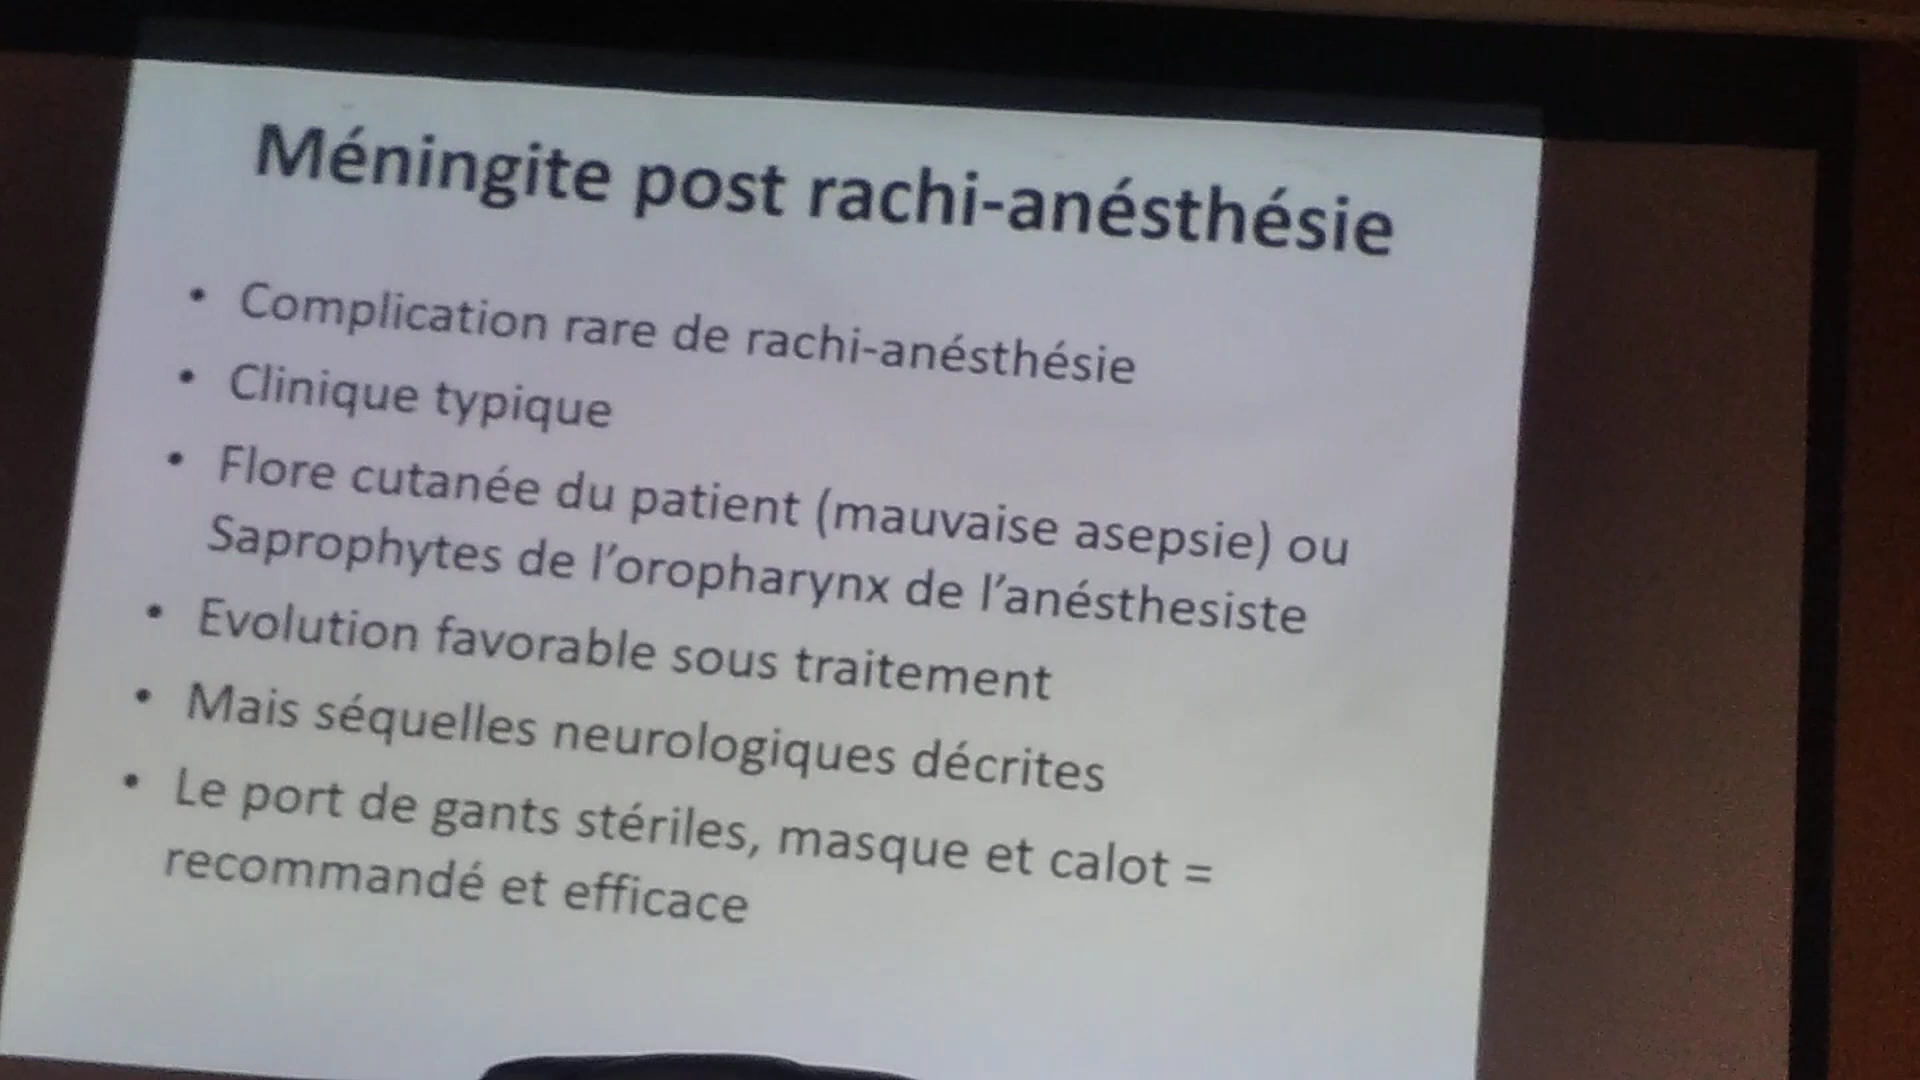 Méningite post rachi-anésthésie
• Complication rare de rachi-anésthésie
• Clinique typique
• Flore cutanée du patient (mauvaise asepsie) ou
Saprophytes de l'oropharynx de l'anésthesiste
• Evolution favorable sous traitement
• Mais séquelles neurologiques décrites
• Le port de gants stériles, masque et calot =
recommandé et efficace